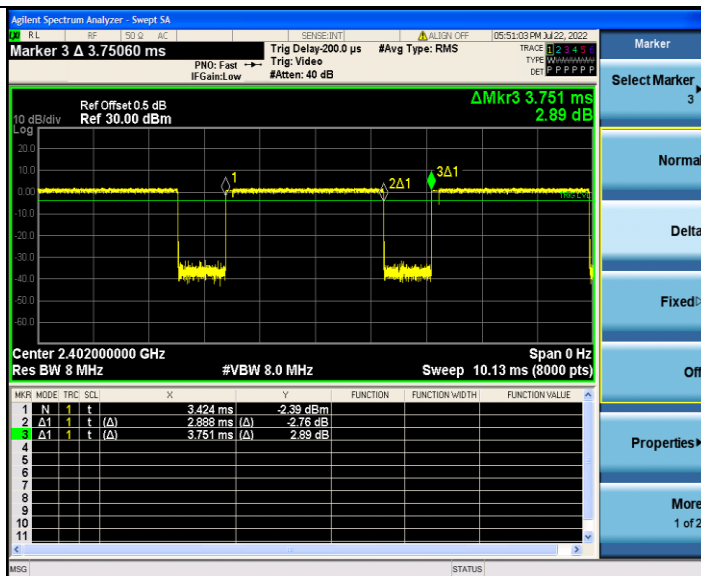 Agilent Spectrum Analyzer - Swept SA
RL RF 50 Ω AC SENSE:INT ALIGN OFF 05:51:03 PM Jul 22, 2022
Marker 3 Δ 3.75060 ms
Trig Delay-200.0 µs #Avg Type: RMS
TRACE 1 2 3 4 5 6
PNO: Fast Trig: Video
TYPE WWWWWW
IFGain:Low #Atten: 40 dB
DET P P P P P P
Ref Offset 0.5 dB
ΔMkr3 3.751 ms
10 dB/div Ref 30.00 dBm
2.89 dB
Log
20.0
10.0
0.00
-10.0
-20.0
-30.0
-40.0
-50.0
-60.0
1
2Δ1
3Δ1
TRIG LVL
Center 2.402000000 GHz Span 0 Hz
Res BW 8 MHz #VBW 8.0 MHz Sweep 10.13 ms (8000 pts)
MKR MODE TRC SCL X Y FUNCTION FUNCTION WIDTH FUNCTION VALUE
1 N 1 t 3.424 ms -2.39 dBm
2 Δ1 1 t (Δ) 2.888 ms (Δ) -2.76 dB
3 Δ1 1 t (Δ) 3.751 ms (Δ) 2.89 dB
4
5
6
7
8
9
10
11
MSG STATUS
Marker
Select Marker
3
Normal
Delta
Fixed
Off
Properties
More
1 of 2